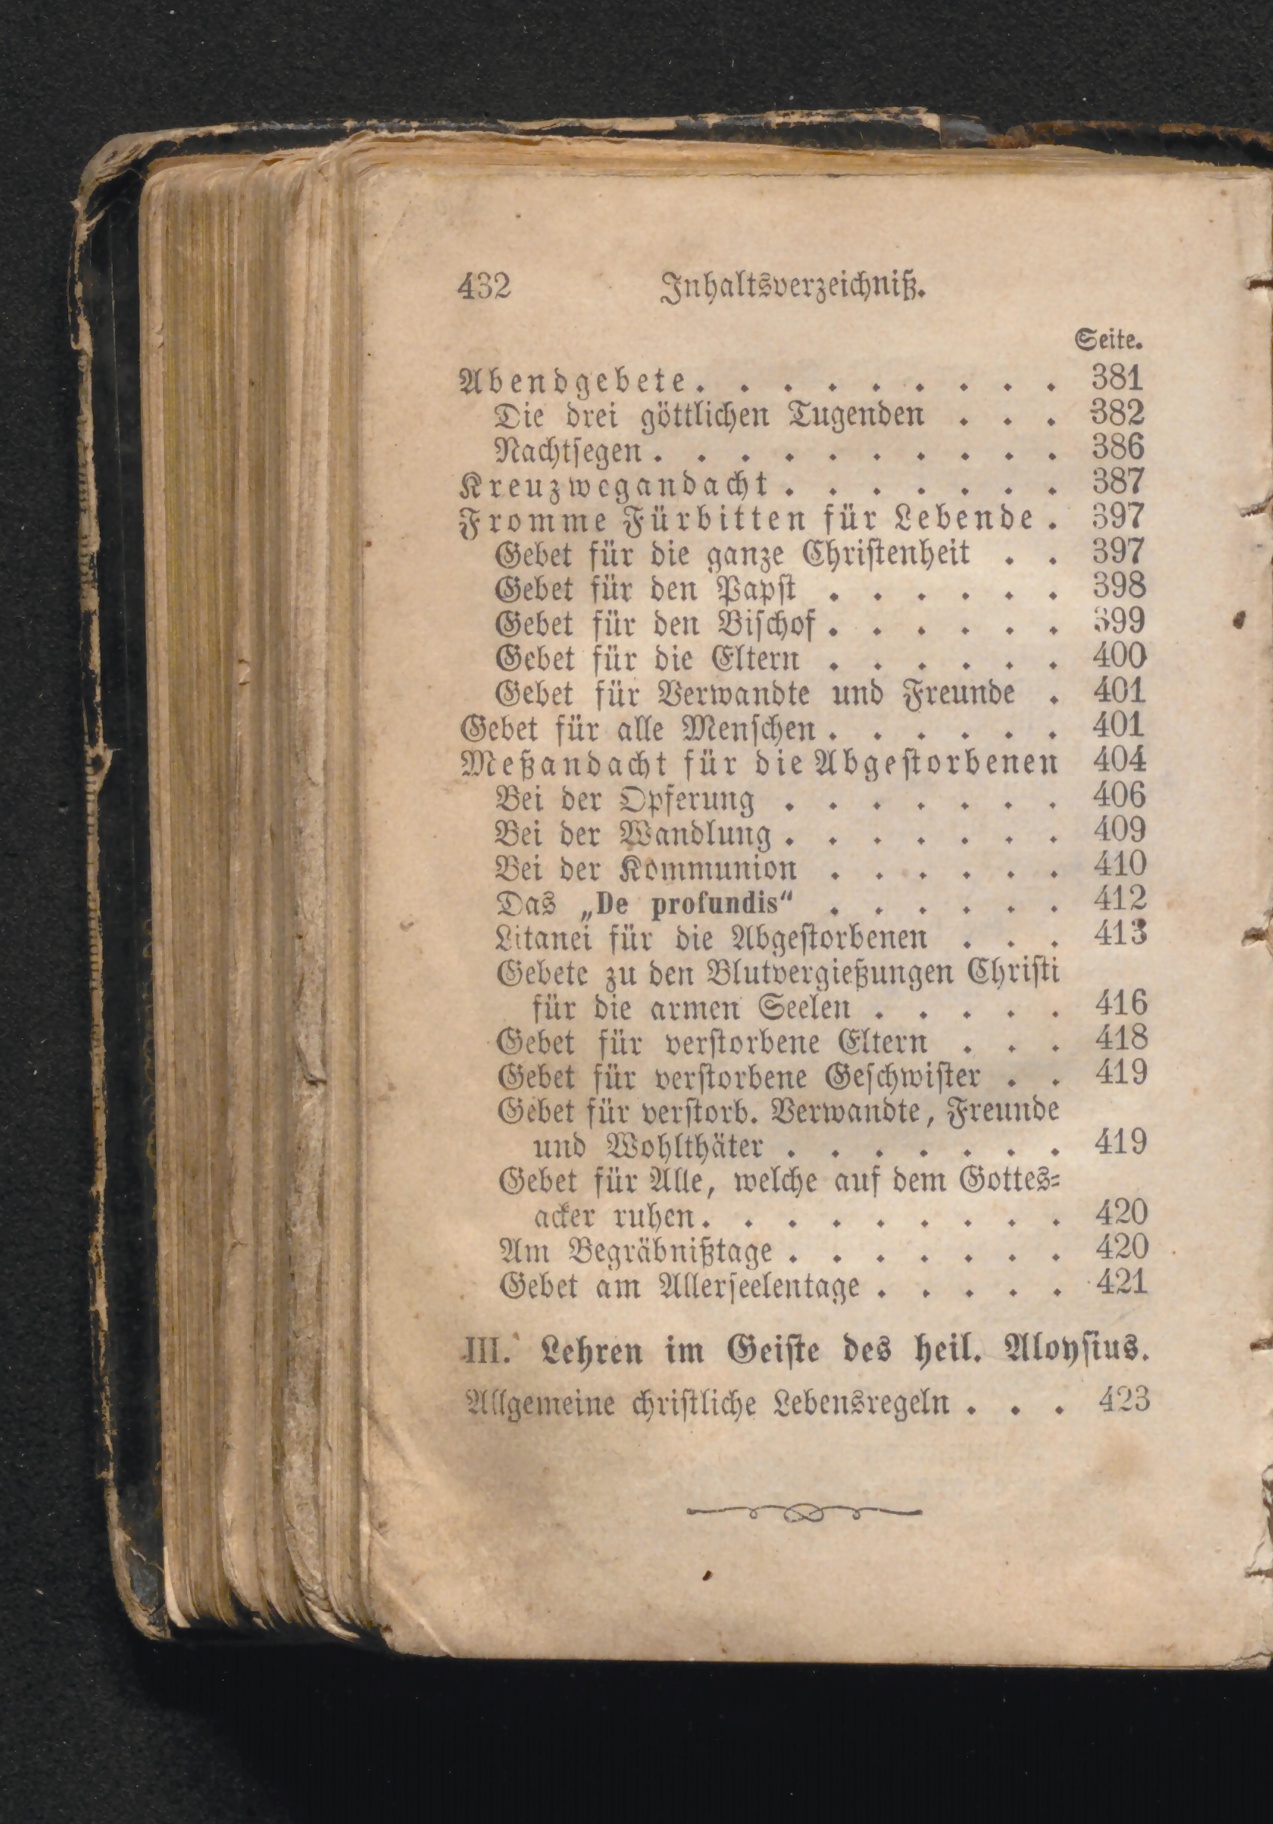 432 Inhaltsverzeichniß.
Seite.
Abendgebete . . . . . . . . . 381
Die drei göttlichen Tugenden . . . 382
Nachtsegen . . . . . . . . . . 386
Kreuzwegandacht . . . . . . . 387
Fromme Fürbitten für Lebende . 397
Gebet für die ganze Christenheit . . 397
Gebet für den Papst . . . . . . 398
Gebet für den Bischof . . . . . . 399
Gebet für die Eltern . . . . . . 400
Gebet für Verwandte und Freunde . 401
Gebet für alle Menschen . . . . . . 401
Meßandacht für die Abgestorbenen 404
Bei der Opferung . . . . . . . 406
Bei der Wandlung . . . . . . . 409
Bei der Kommunion . . . . . . 410
Das „De profundis“ . . . . . . 412
Litanei für die Abgestorbenen . . . 413
Gebete zu den Blutvergießungen Christi
für die armen Seelen . . . . . 416
Gebet für verstorbene Eltern . . . 418
Gebet für verstorbene Geschwister . . 419
Gebet für verstorb. Verwandte, Freunde
und Wohlthäter . . . . . . . 419
Gebet für Alle, welche auf dem Gottes-
acker ruhen . . . . . . . . . 420
Am Begräbnißtage . . . . . . . 420
Gebet am Allerseelentage . . . . . 421
III. Lehren im Geiste des heil. Aloysius.
Allgemeine christliche Lebensregeln . . . 423